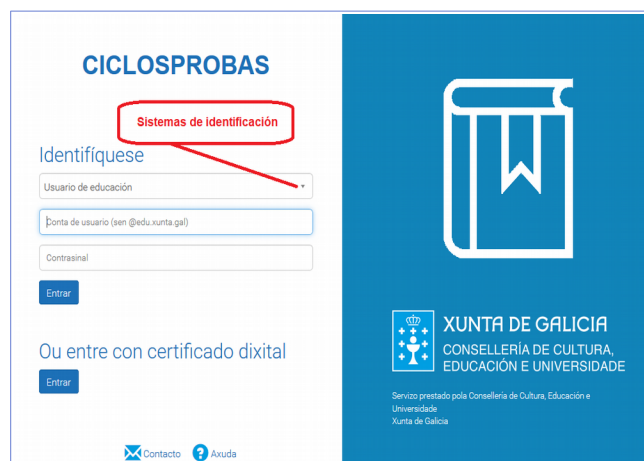 CICLOSPROBAS
Sistemas de identificación
Identifíquese
Usuario de educación
Conta de usuario (sen @edu.xunta.gal)
Contrasinal
Entrar
Ou entre con certificado dixital
Entrar
Contacto
Axuda
XUNTA DE GALICIA
CONSELLERÍA DE CULTURA,
EDUCACIÓN E UNIVERSIDADE
Servizo prestado pola Consellería de Cultura, Educación e
Universidade
Xunta de Galicia